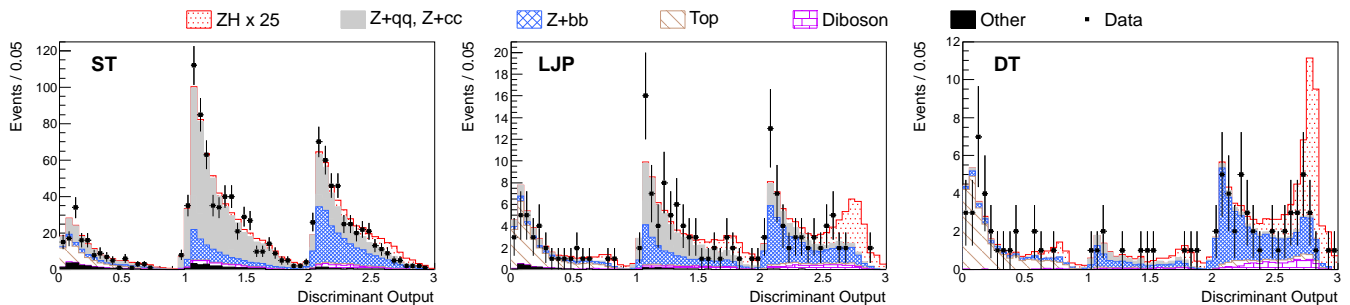 ZH x 25 Z+qq, Z+cc Z+bb Top Diboson Other Data
ST
Events / 0.05
120
100
80
60
40
20
0
0 0.5 1 1.5 2 2.5 3
Discriminant Output
LJP
Events / 0.05
20
18
16
14
12
10
8
6
4
2
0
0 0.5 1 1.5 2 2.5 3
Discriminant Output
DT
Events / 0.05
12
10
8
6
4
2
0
0 0.5 1 1.5 2 2.5 3
Discriminant Output